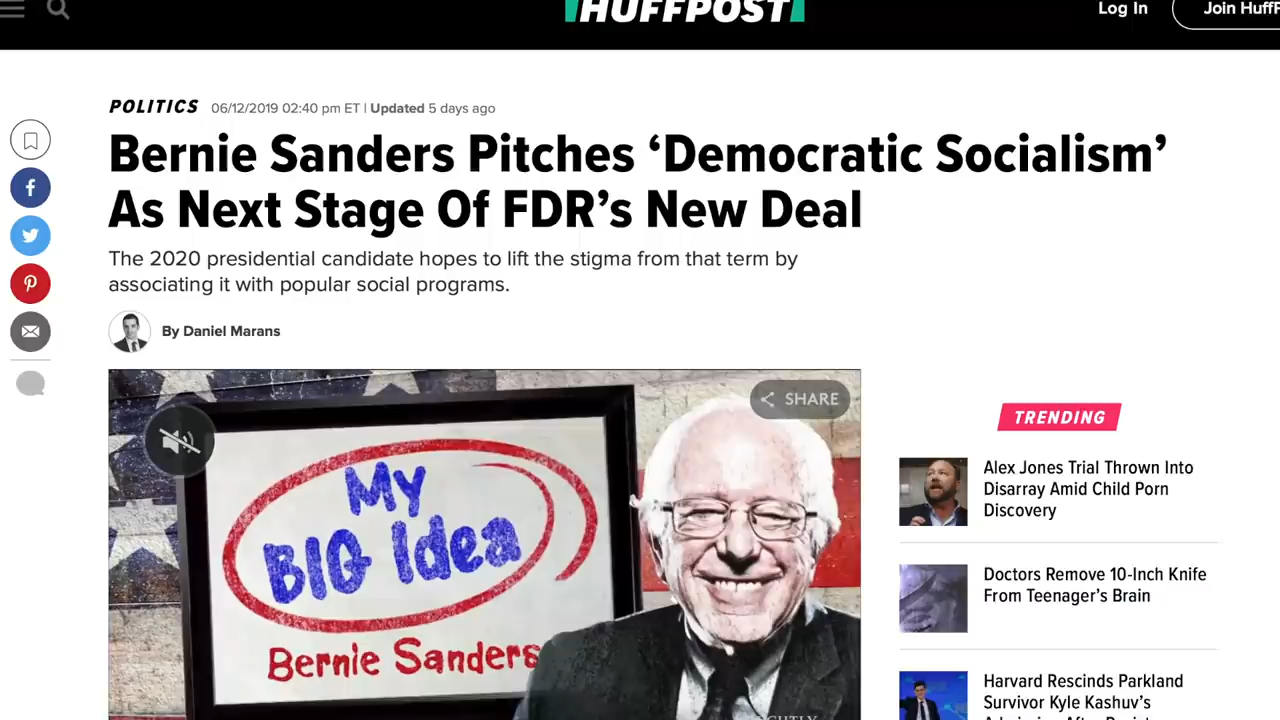 HUFFPOST
Log In
Join HuffP
POLITICS 06/12/2019 02:40 pm ET | Updated 5 days ago
Bernie Sanders Pitches ‘Democratic Socialism’
As Next Stage Of FDR’s New Deal
The 2020 presidential candidate hopes to lift the stigma from that term by
associating it with popular social programs.
By Daniel Marans
SHARE
My
BIG Idea
Bernie Sanders
TRENDING
Alex Jones Trial Thrown Into
Disarray Amid Child Porn
Discovery
Doctors Remove 10-Inch Knife
From Teenager’s Brain
Harvard Rescinds Parkland
Survivor Kyle Kashuv’s